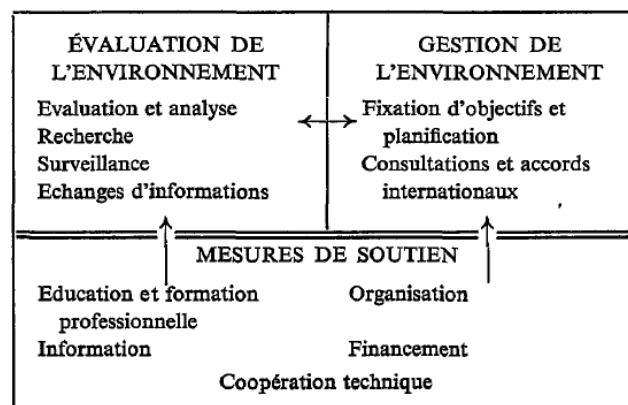 ÉVALUATION DE
L'ENVIRONNEMENT
Evaluation et analyse
Recherche
Surveillance
Echanges d'informations
GESTION DE
L'ENVIRONNEMENT
Fixation d'objectifs et
planification
Consultations et accords
internationaux
MESURES DE SOUTIEN
Education et formation
professionnelle
Information
Organisation
Financement
Coopération technique